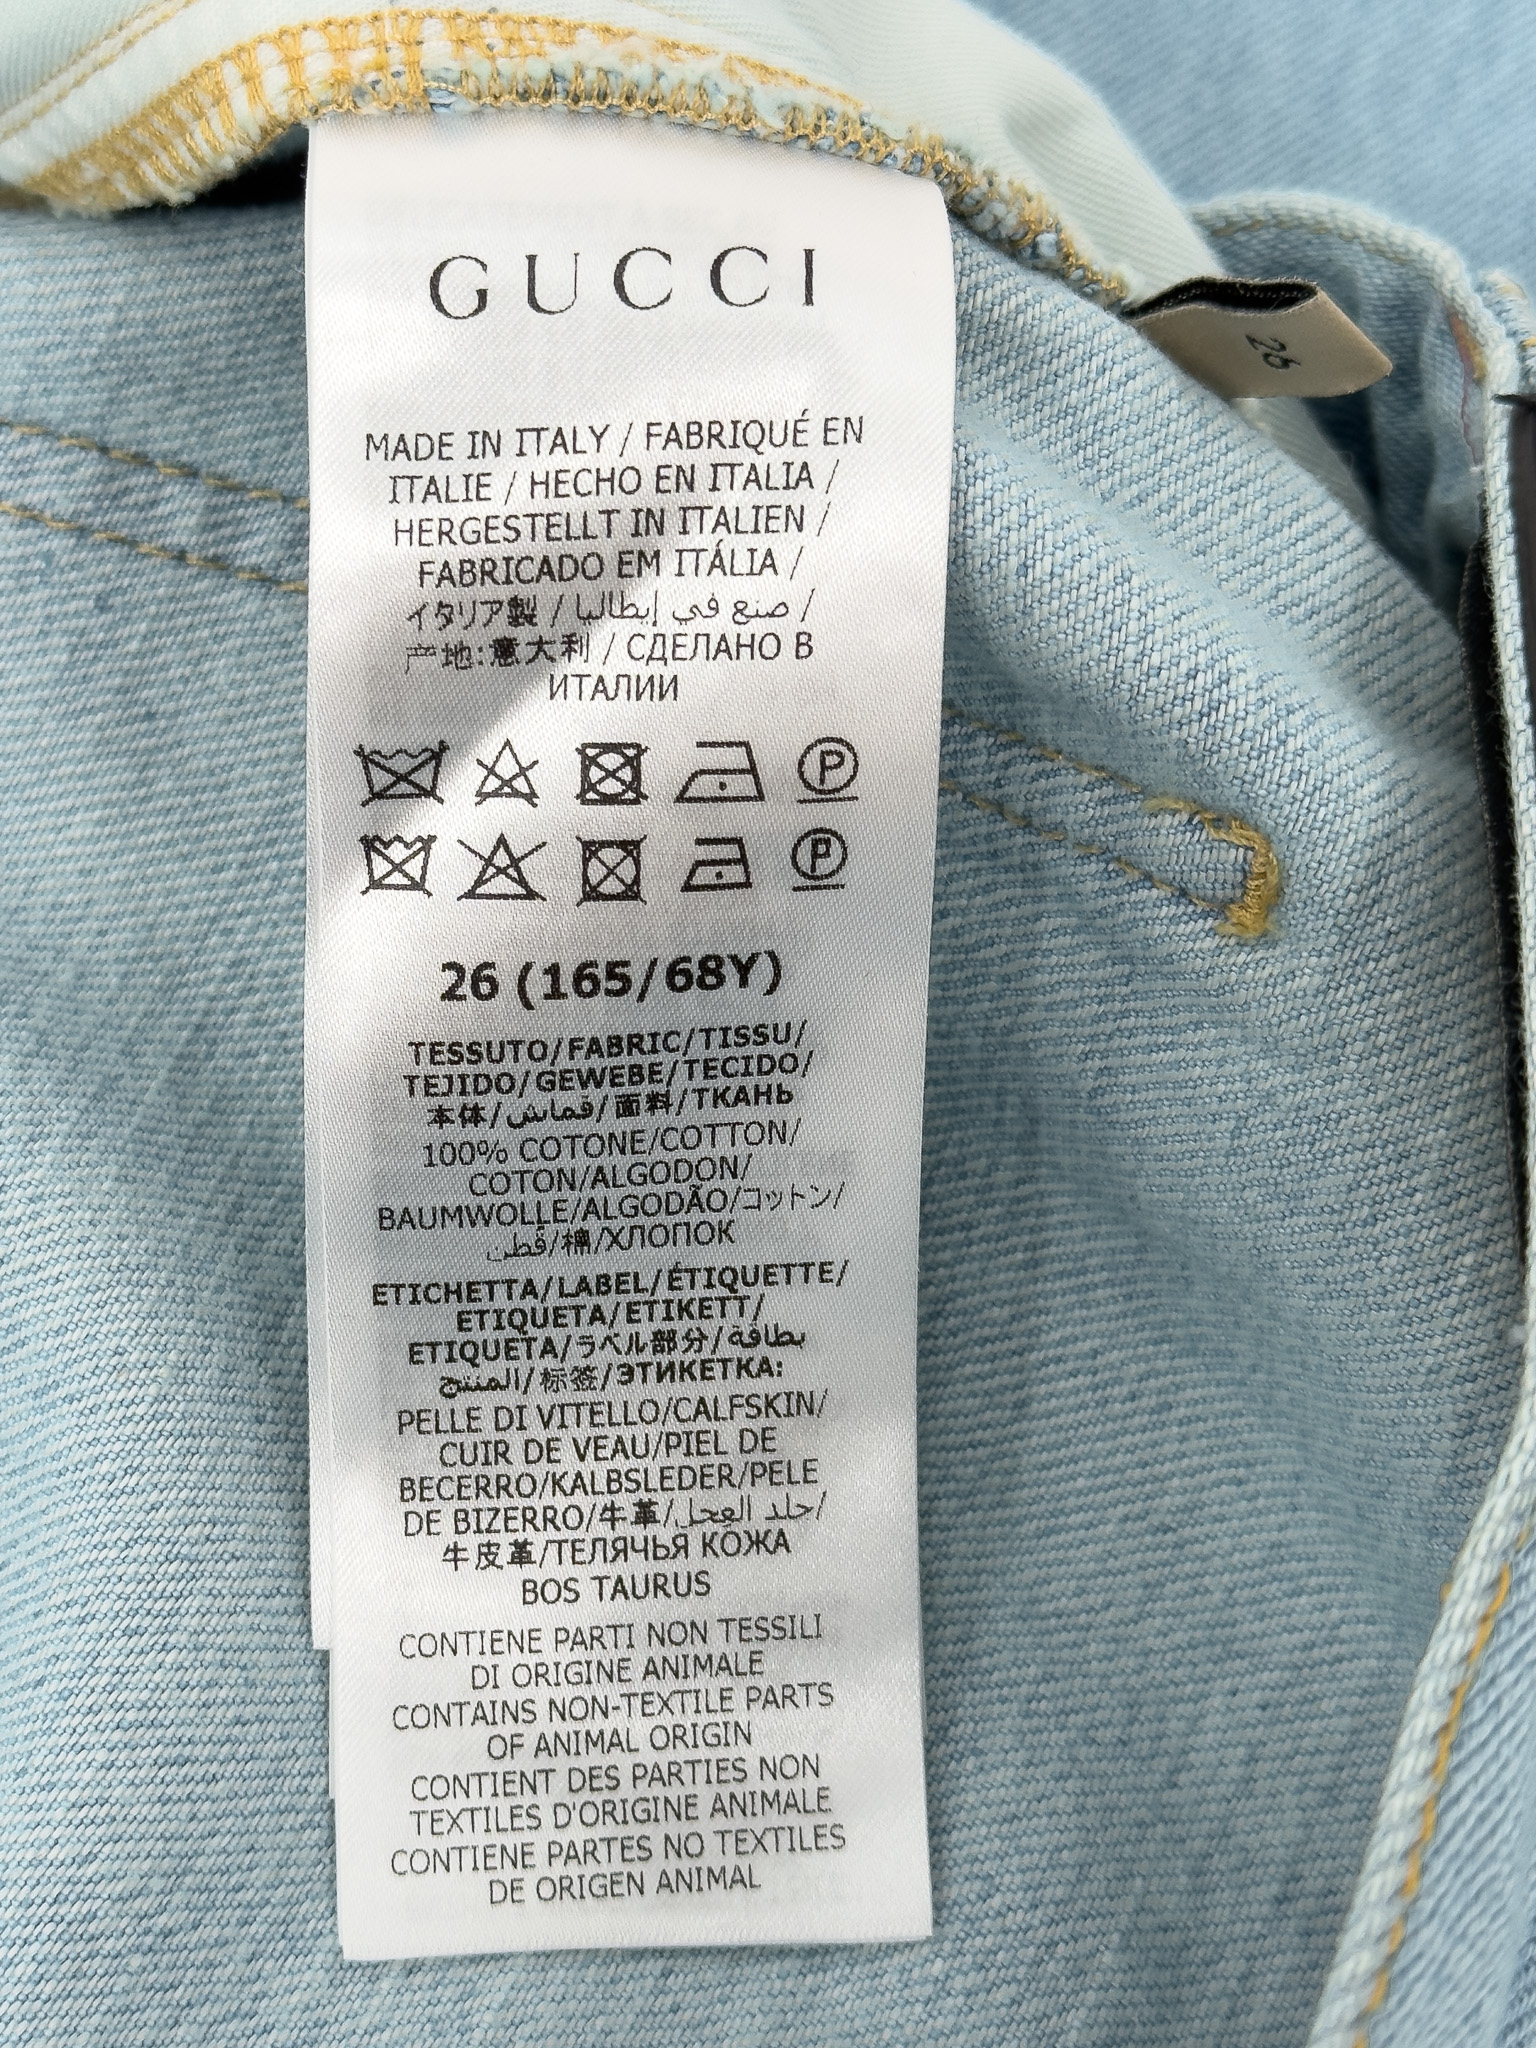 GUCCI
26
MADE IN ITALY / FABRIQUÉ EN
ITALIE / HECHO EN ITALIA /
HERGESTELLT IN ITALIEN /
FABRICADO EM ITÁLIA /
イタリア製 / صنع في إيطاليا /
产地:意大利 / СДЕЛАНО В
ИТАЛИИ
P
P
26 (165/68Y)
TESSUTO/FABRIC/TISSU/
TEJIDO/GEWEBE/TECIDO/
本体/قماش/面料/ТКАНЬ
100% COTONE/COTTON/
COTON/ALGODON/
BAUMWOLLE/ALGODÃO/コットン/
قطن/棉/ХЛОПОК
ETICHETTA/LABEL/ÉTIQUETTE/
ETIQUETA/ETIKETT/
ETIQUETA/ラベル部分/بطاقة
المنتج/标签/ЭТИКЕТКА:
PELLE DI VITELLO/CALFSKIN/
CUIR DE VEAU/PIEL DE
BECERRO/KALBSLEDER/PELE
DE BIZERRO/牛革/جلد العجل/
牛皮革/ТЕЛЯЧЬЯ КОЖА
BOS TAURUS
CONTIENE PARTI NON TESSILI
DI ORIGINE ANIMALE
CONTAINS NON-TEXTILE PARTS
OF ANIMAL ORIGIN
CONTIENT DES PARTIES NON
TEXTILES D'ORIGINE ANIMALE
CONTIENE PARTES NO TEXTILES
DE ORIGEN ANIMAL